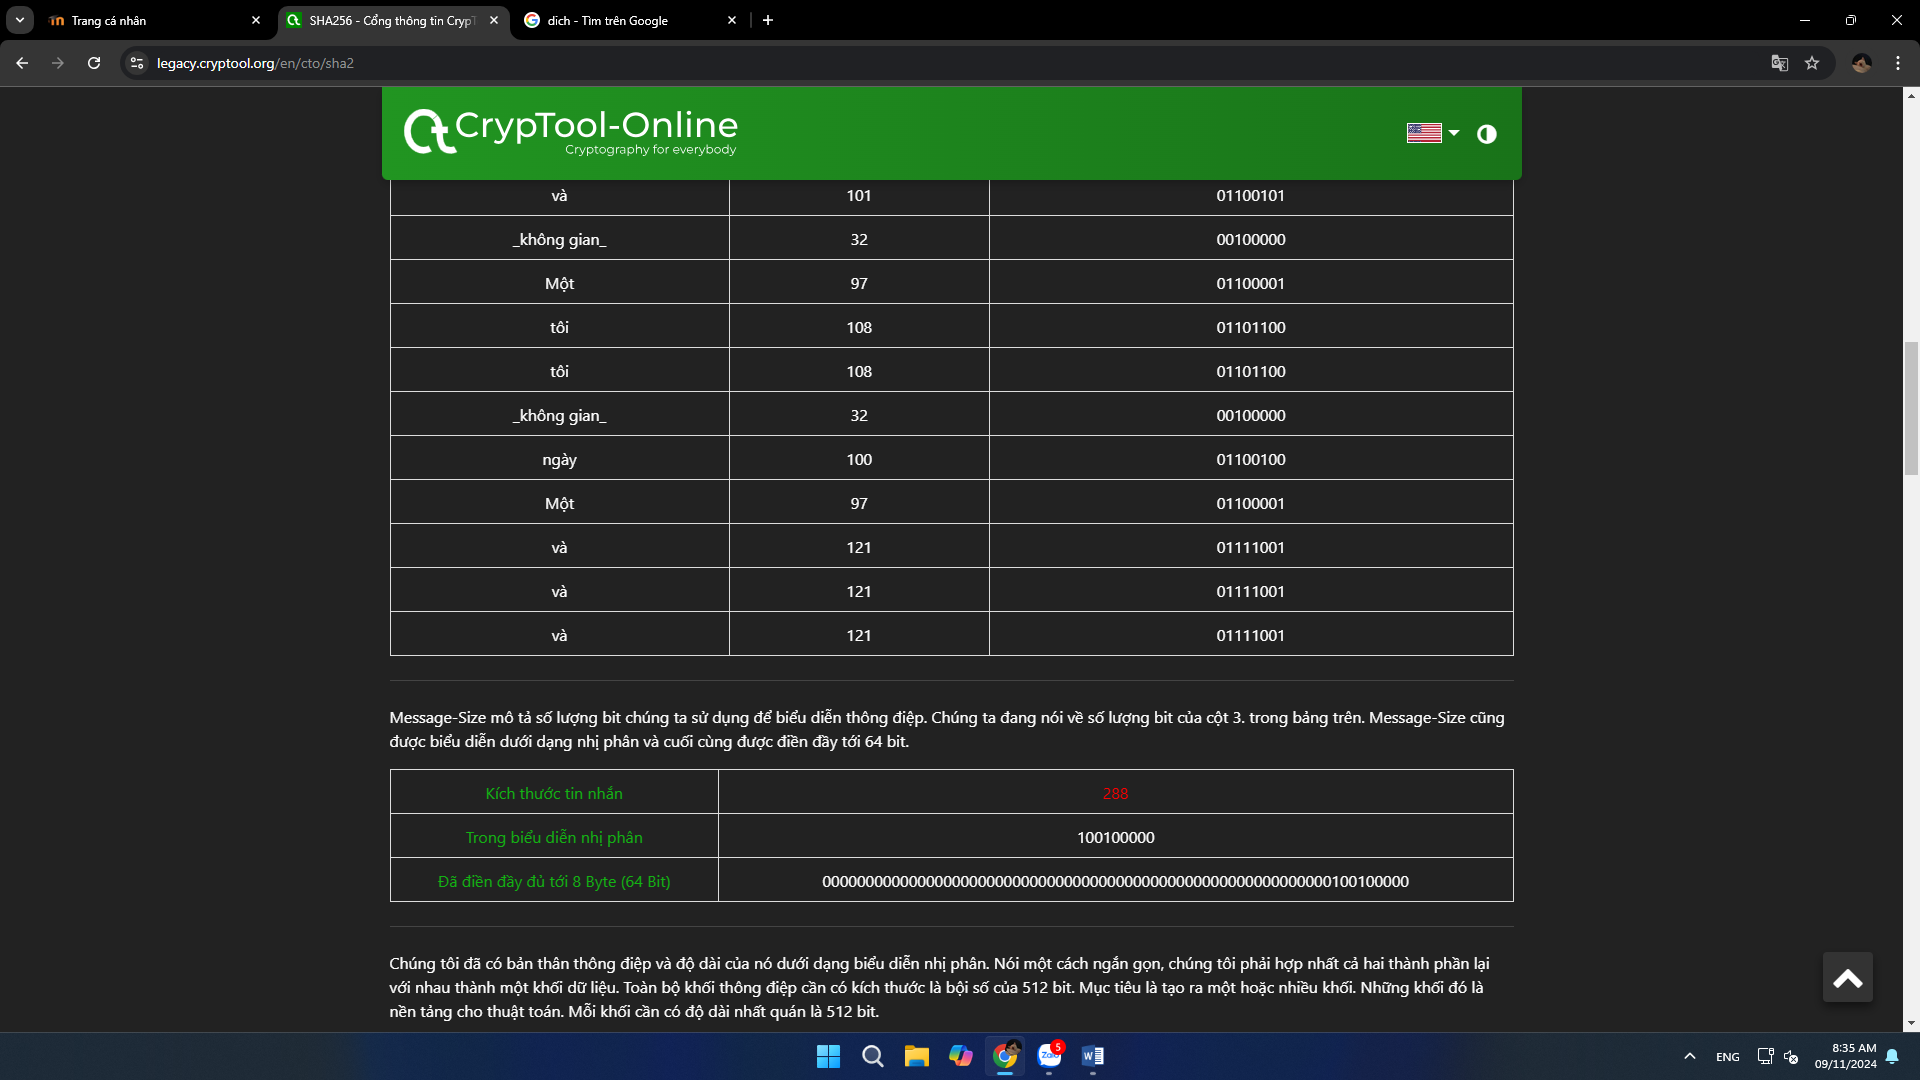 Trang cá nhân
SHA256 - Cổng thông tin Cryp
dich - Tìm trên Google
legacy.cryptool.org/en/cto/sha2
CrypTool-Online
Cryptography for everybody
và 101 01100101
_không gian_ 32 00100000
Một 97 01100001
tôi 108 01101100
tôi 108 01101100
_không gian_ 32 00100000
ngày 100 01100100
Một 97 01100001
và 121 01111001
và 121 01111001
và 121 01111001
Message-Size mô tả số lượng bit chúng ta sử dụng để biểu diễn thông điệp. Chúng ta đang nói về số lượng bit của cột 3. trong bảng trên. Message-Size cũng
được biểu diễn dưới dạng nhị phân và cuối cùng được điền đầy tới 64 bit.
Kích thước tin nhắn 288
Trong biểu diễn nhị phân 100100000
Đã điền đầy đủ tới 8 Byte (64 Bit) 0000000000000000000000000000000000000000000000000000000100100000
Chúng tôi đã có bản thân thông điệp và độ dài của nó dưới dạng biểu diễn nhị phân. Nói một cách ngắn gọn, chúng tôi phải hợp nhất cả hai thành phần lại
với nhau thành một khối dữ liệu. Toàn bộ khối thông điệp cần có kích thước là bội số của 512 bit. Mục tiêu là tạo ra một hoặc nhiều khối. Những khối đó là
nền tảng cho thuật toán. Mỗi khối cần có độ dài nhất quán là 512 bit.
Zalo
5
ENG
8:35 AM
09/11/2024